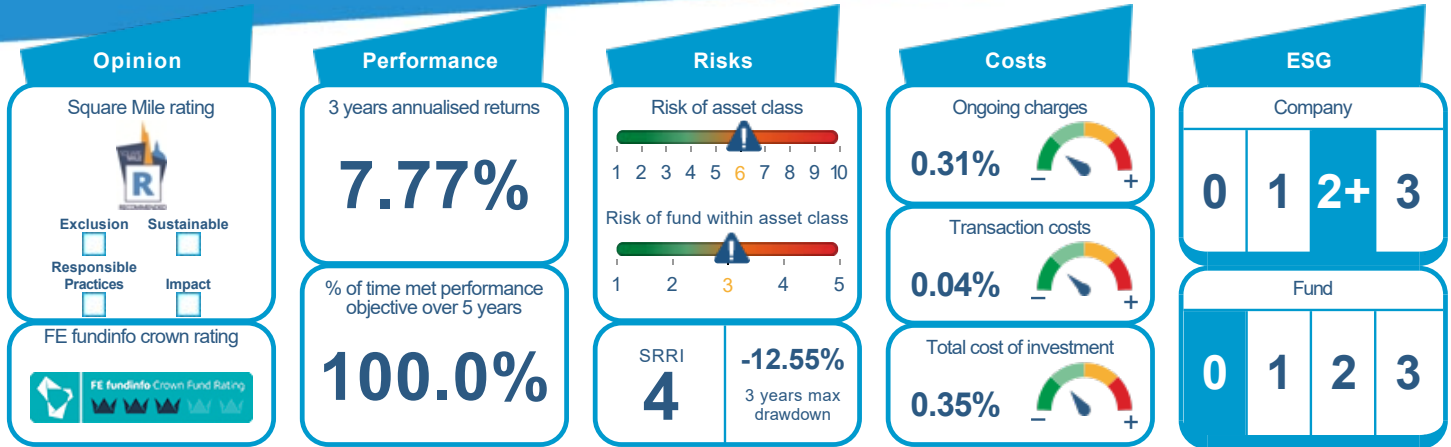 Opinion
Square Mile rating
R
RECOMMENDED
Exclusion
Sustainable
Responsible
Practices
Impact
FE fundinfo crown rating
FE fundinfo Crown Fund Rating
Performance
3 years annualised returns
7.77%
% of time met performance
objective over 5 years
100.0%
Risks
Risk of asset class
1 2 3 4 5 6 7 8 9 10
Risk of fund within asset class
1 2 3 4 5
SRRI
4
-12.55%
3 years max
drawdown
Costs
Ongoing charges
0.31%
− +
Transaction costs
0.04%
− +
Total cost of investment
0.35%
− +
ESG
Company
0 1 2+ 3
Fund
0 1 2 3